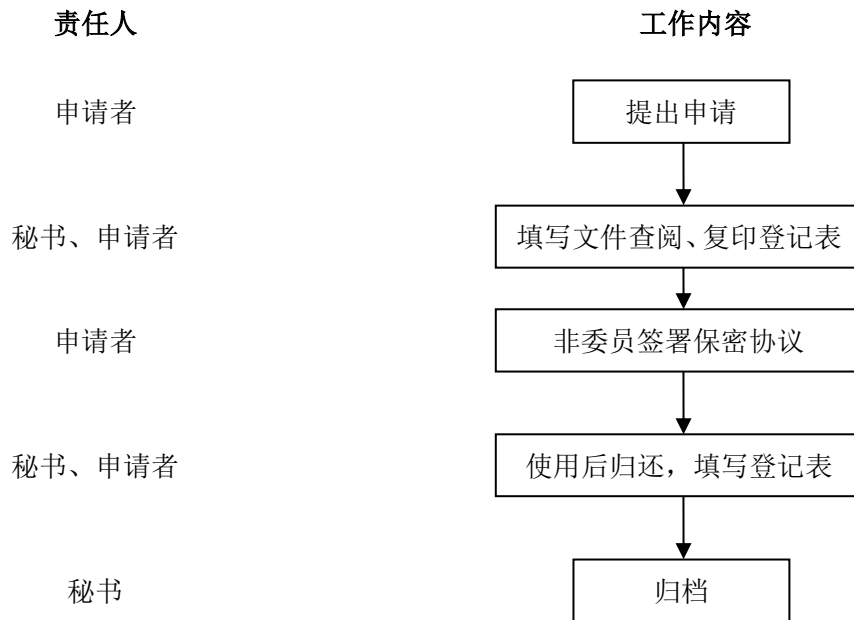 责任人 工作内容
申请者 提出申请
秘书、申请者 填写文件查阅、复印登记表
申请者 非委员签署保密协议
秘书、申请者 使用后归还，填写登记表
秘书 归档